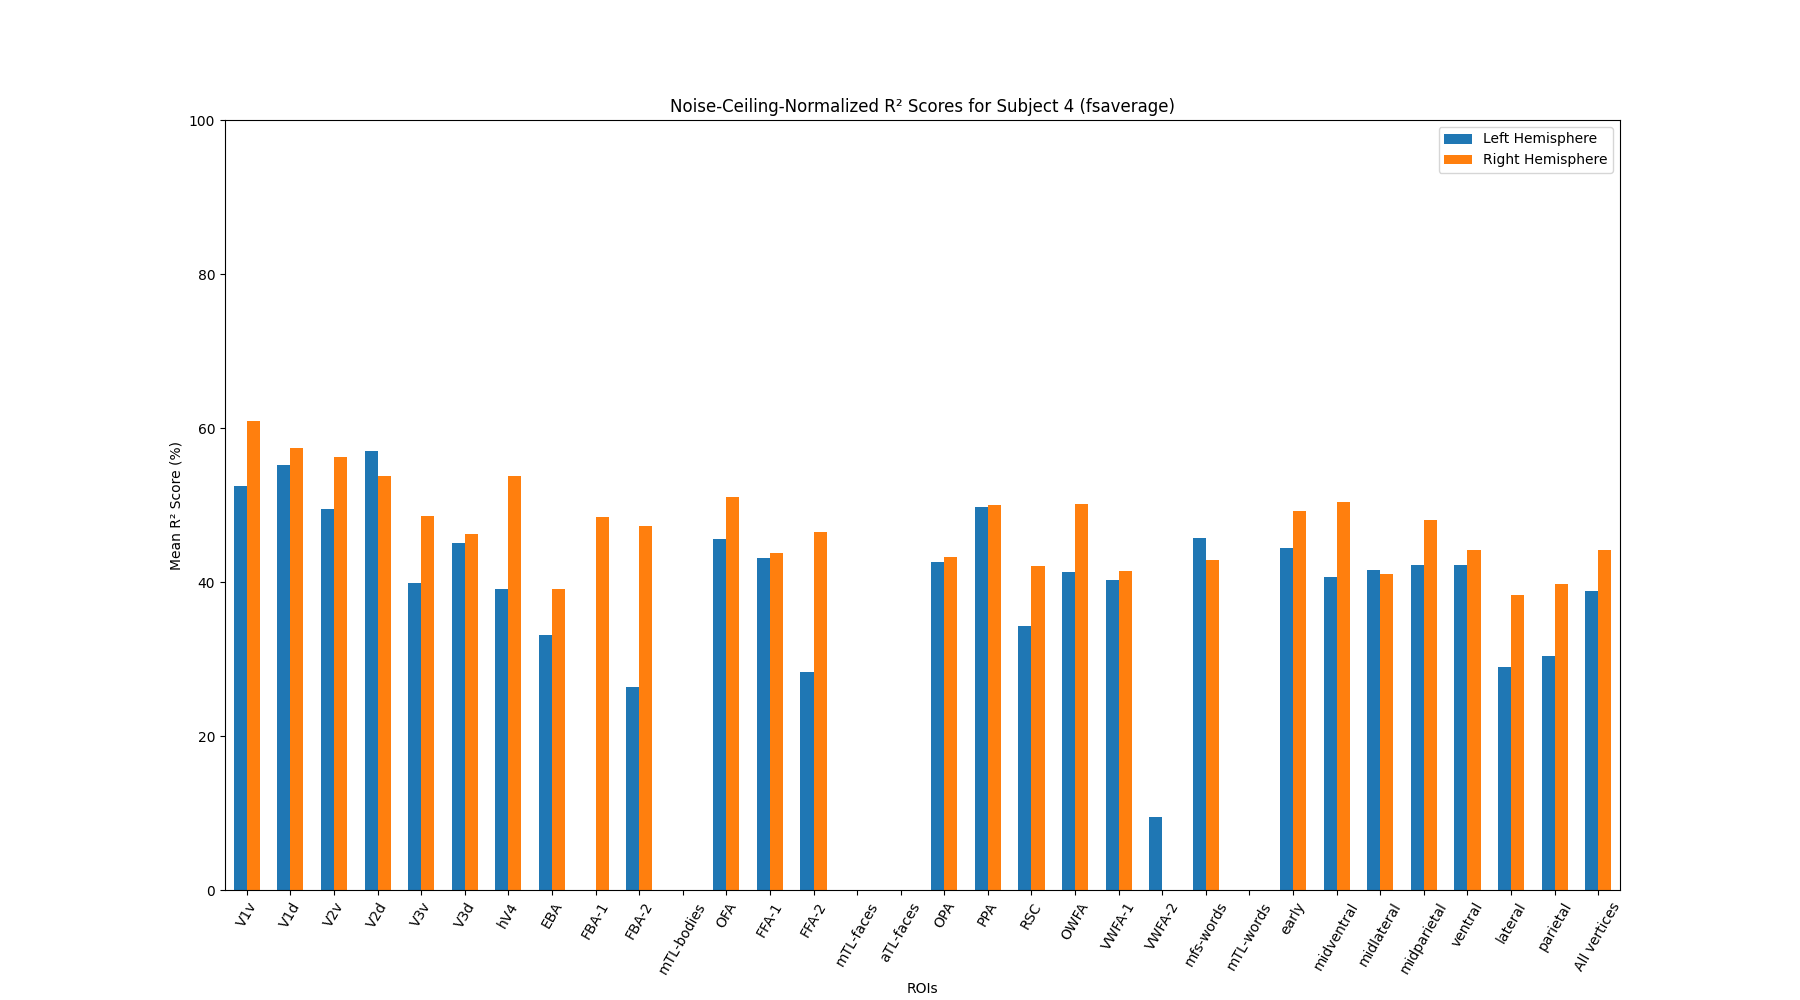 Noise-Ceiling-Normalized R² Scores for Subject 4 (fsaverage)
Left Hemisphere
Right Hemisphere
Mean R² Score (%)
100
80
60
40
20
0
V1v
V1d
V2v
V2d
V3v
V3d
hV4
EBA
FBA-1
FBA-2
mTL-bodies
OFA
FFA-1
FFA-2
mTL-faces
aTL-faces
OPA
PPA
RSC
OWFA
VWFA-1
VWFA-2
mfs-words
mTL-words
early
midventral
midlateral
midparietal
ventral
lateral
parietal
All vertices
ROIs